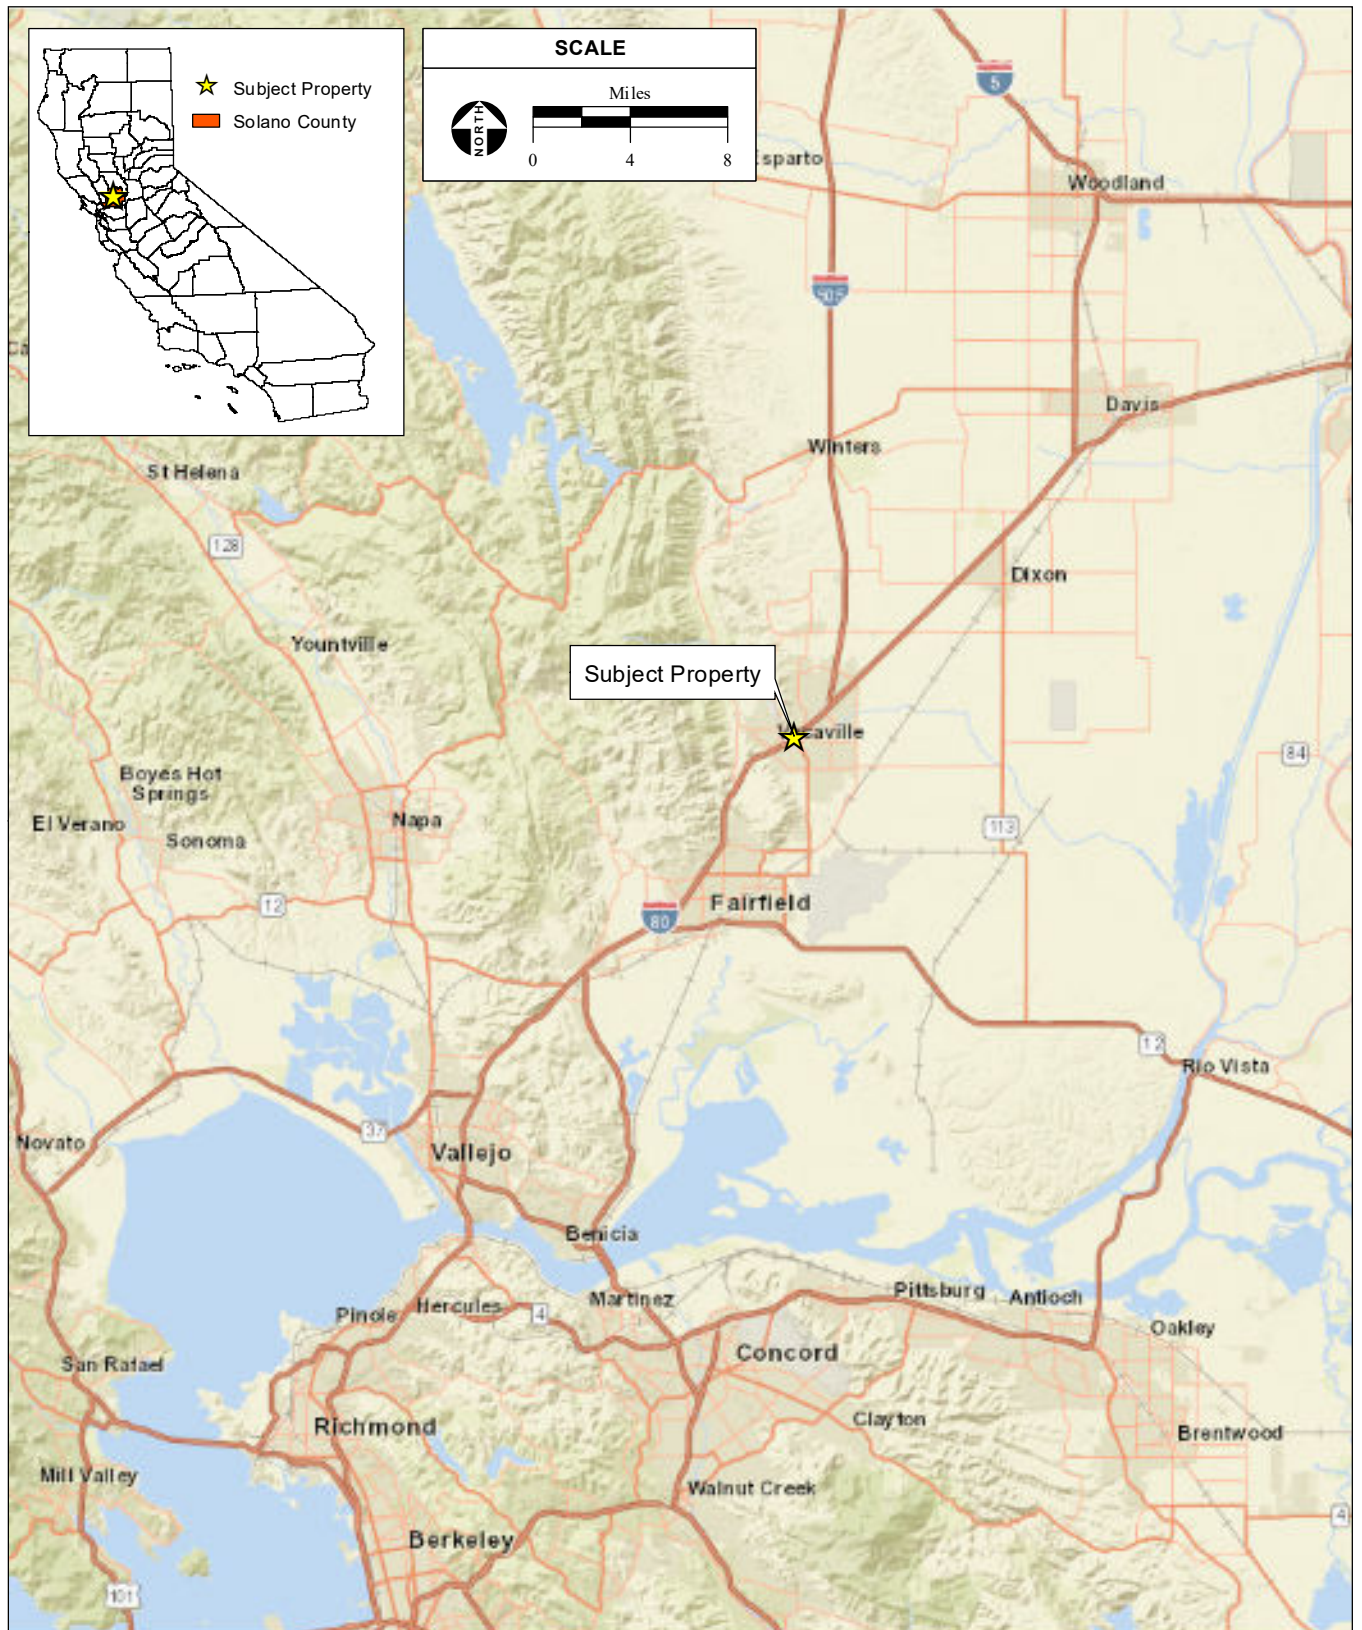 SCALE
Miles
NORTH
0 4 8
Subject Property
Solano County
5
Woodland
505
Davis
Winters
St Helena
128
Dixon
Yountville
Subject Property
84
Boyes Hot
Springs
El Verano
Sonoma
Napa
113
12
Fairfield
80
12
Rio Vista
Novato
37
Vallejo
Benicia
Pinole
Hercules
4
Martinez
Pittsburg
Antioch
Oakley
San Rafael
Concord
Richmond
Clayton
Brentwood
Mill Valley
Walnut Creek
4
Berkeley
101